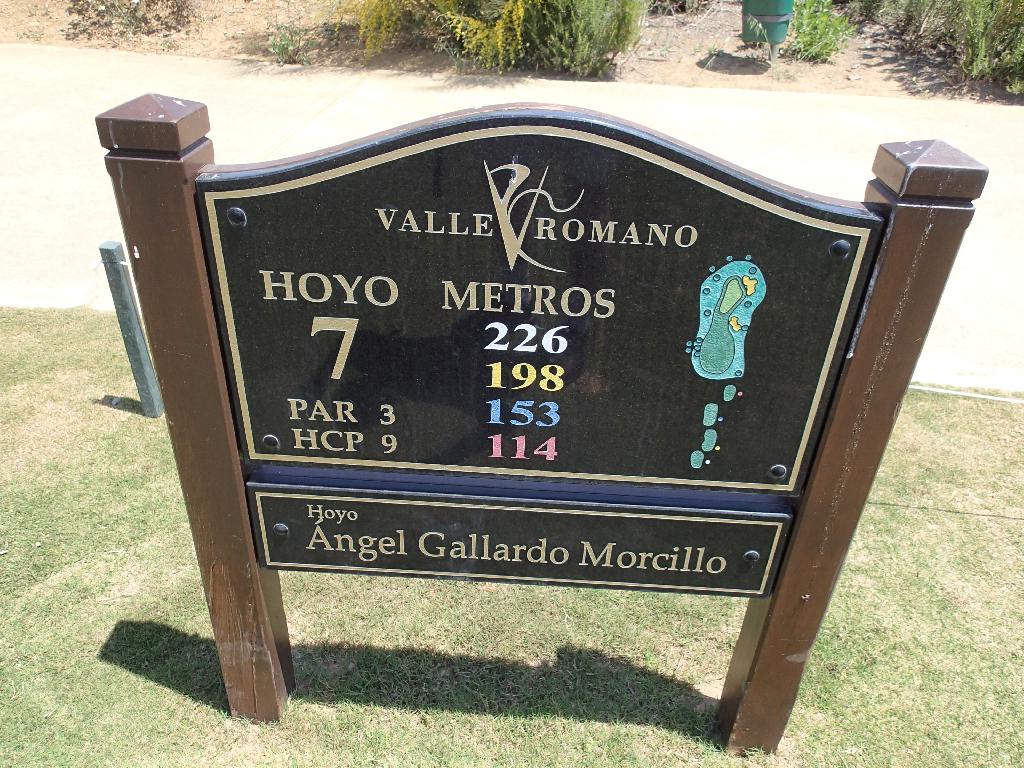 VALLE ROMANO
HOYO
7
PAR 3
HCP 9
METROS
226
198
153
114
Hoyo
Ángel Gallardo Morcillo